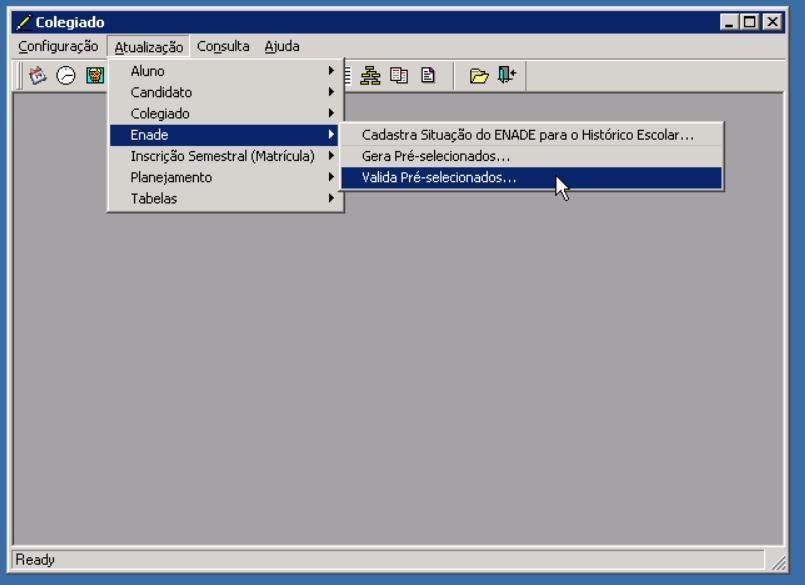 Colegiado
Configuração Atualização Consulta Ajuda
Aluno
Candidato
Colegiado
Enade
Inscrição Semestral (Matrícula)
Planejamento
Tabelas
Cadastra Situação do ENADE para o Histórico Escolar...
Gera Pré-selecionados...
Valida Pré-selecionados...
Ready